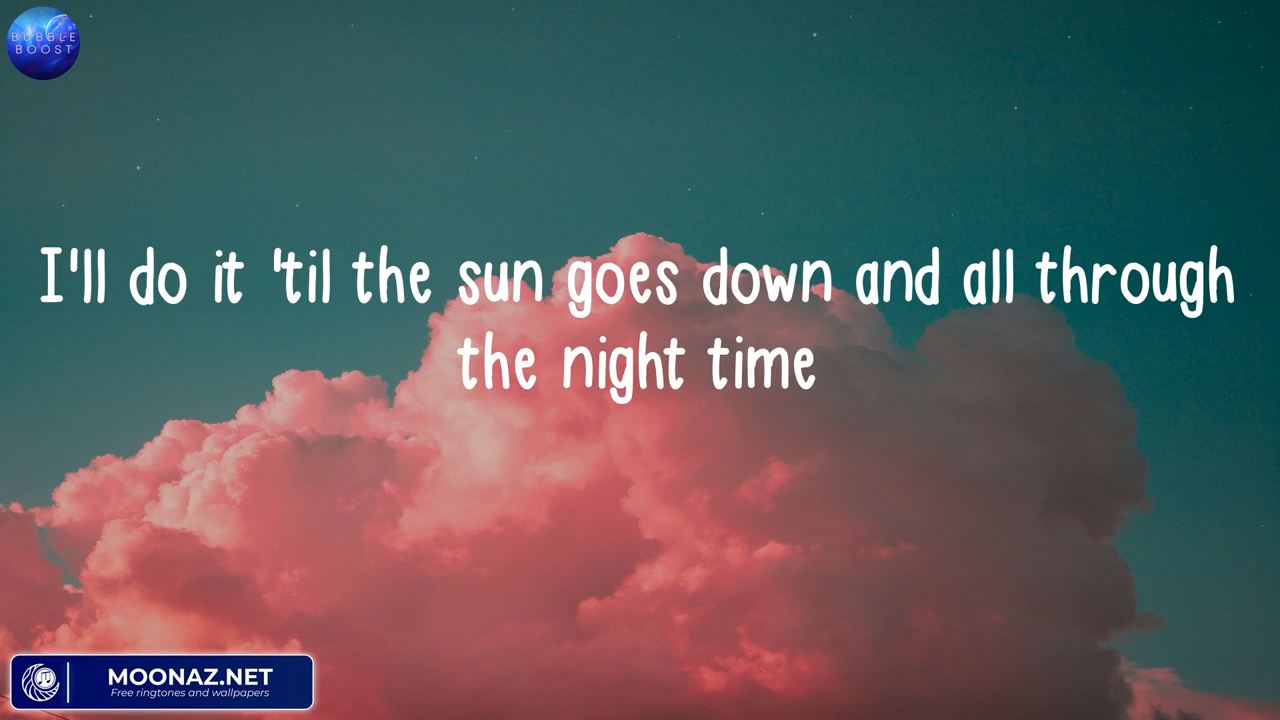 BUBBLE
BOOST
I'll do it 'til the sun goes down and all through
the night time
MOONAZ.NET
Free ringtones and wallpapers